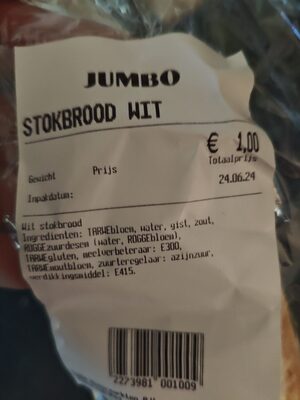 JUMBO
STOKBROOD WIT
€ 1,00
Prijs
Totaalprijs
Gewicht
24.06.24
Inpakdatum:
Wit stokbrood
Ingrediënten: TARWEbloem, water, gist, zout,
ROGGEzuurdesem (water, ROGGEbloem),
TARWEgluten, meelverbeteraar: E300,
TARWEmoutbloem, zuurteregelaar: azijnzuur,
verdikkingsmiddel: E415.
2273981 001009